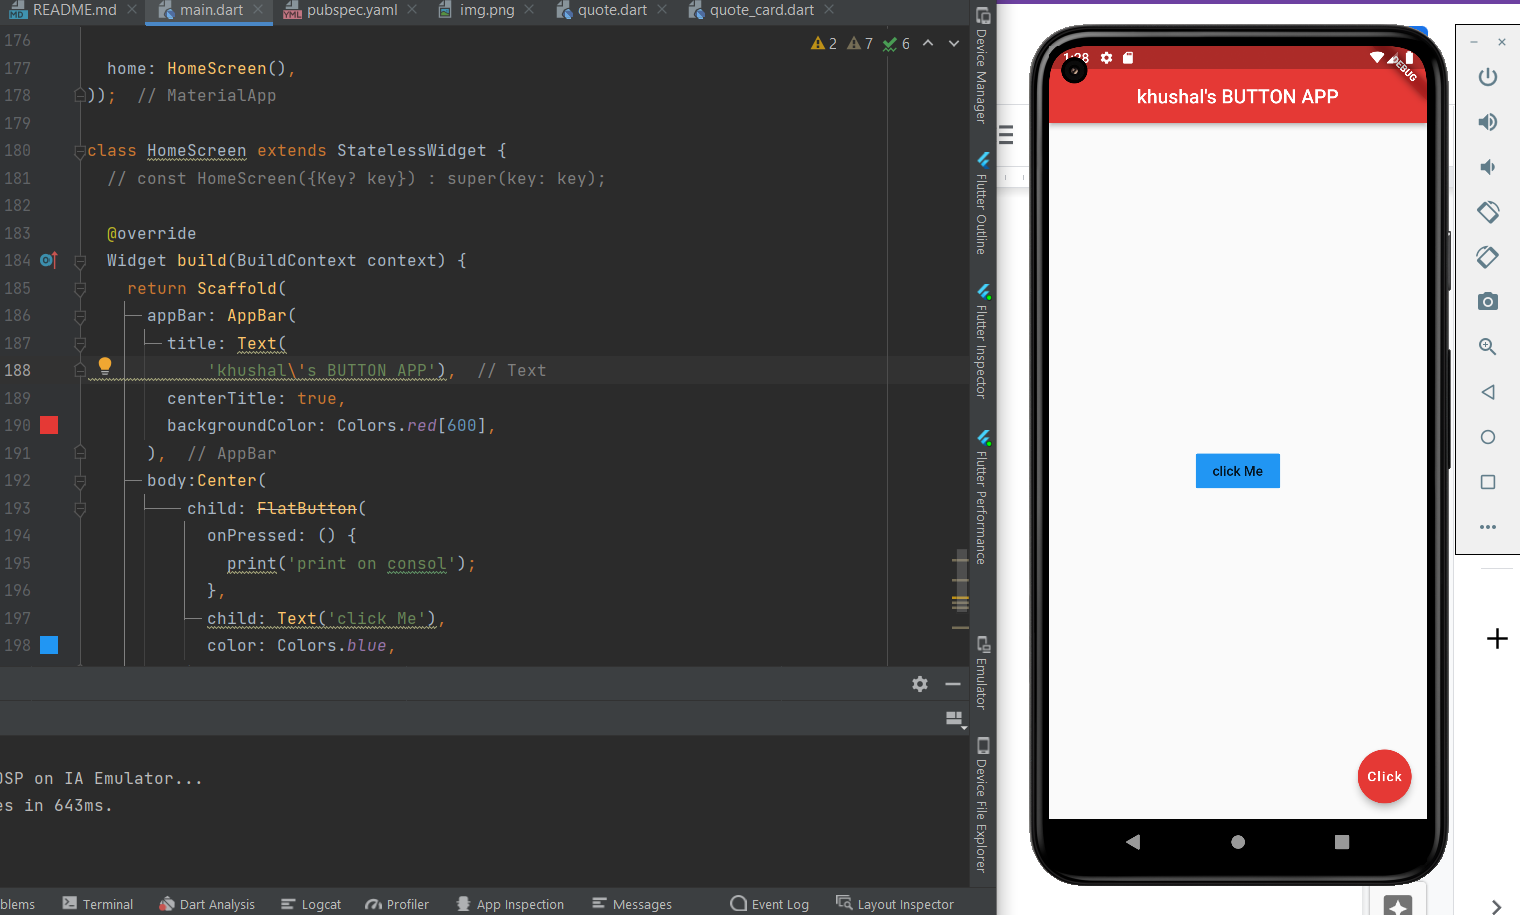 README.md
main.dart
pubspec.yaml
img.png
quote.dart
quote_card.dart
2 7 6
176
177 home: HomeScreen(),
178 )); // MaterialApp
179
180 class HomeScreen extends StatelessWidget {
181 // const HomeScreen({Key? key}) : super(key: key);
182
183 @override
184 Widget build(BuildContext context) {
185 return Scaffold(
186 appBar: AppBar(
187 title: Text(
188 'khushal\'s BUTTON APP'), // Text
189 centerTitle: true,
190 backgroundColor: Colors.red[600],
191 ), // AppBar
192 body:Center(
193 child: FlatButton(
194 onPressed: () {
195 print('print on consol');
196 },
197 child: Text('click Me'),
198 color: Colors.blue,
OSP on IA Emulator...
es in 643ms.
blems
Terminal
Dart Analysis
Logcat
Profiler
App Inspection
Messages
Event Log
Layout Inspector
Device Manager
Flutter Outline
Flutter Inspector
Flutter Performance
Emulator
Device File Explorer
DEBUG
khushal's BUTTON APP
click Me
Click